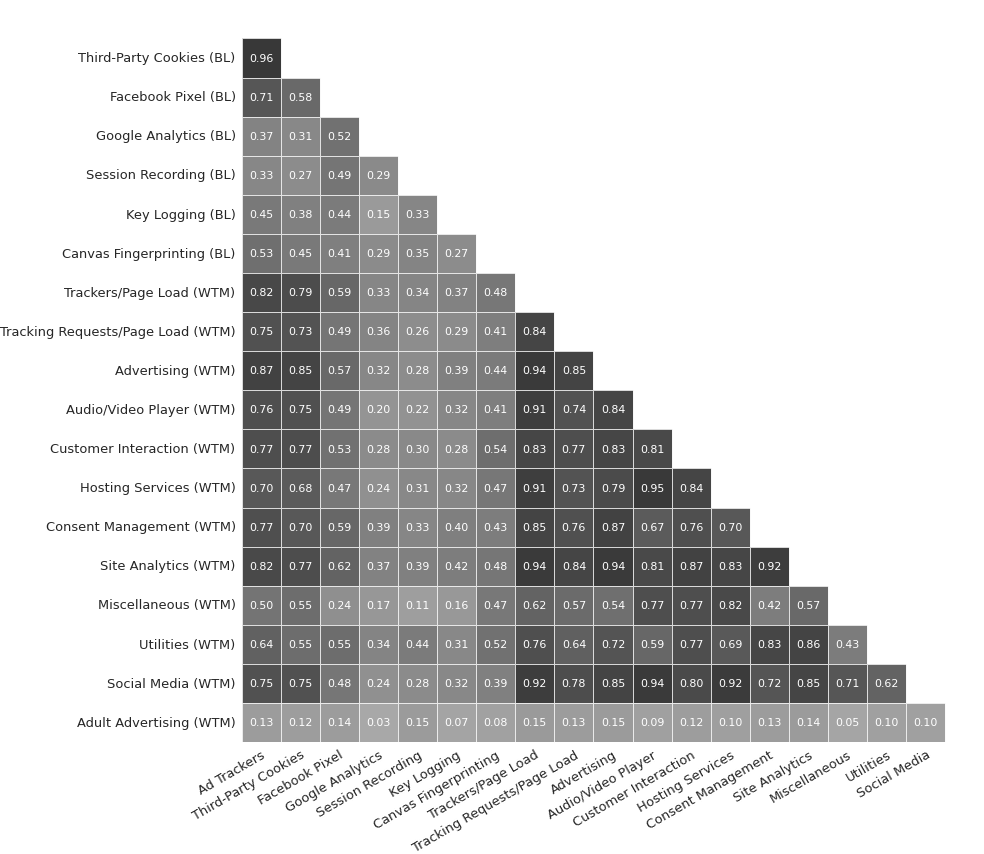 Third-Party Cookies (BL) 0.96
Facebook Pixel (BL) 0.71 0.58
Google Analytics (BL) 0.37 0.31 0.52
Session Recording (BL) 0.33 0.27 0.49 0.29
Key Logging (BL) 0.45 0.38 0.44 0.15 0.33
Canvas Fingerprinting (BL) 0.53 0.45 0.41 0.29 0.35 0.27
Trackers/Page Load (WTM) 0.82 0.79 0.59 0.33 0.34 0.37 0.48
Tracking Requests/Page Load (WTM) 0.75 0.73 0.49 0.36 0.26 0.29 0.41 0.84
Advertising (WTM) 0.87 0.85 0.57 0.32 0.28 0.39 0.44 0.94 0.85
Audio/Video Player (WTM) 0.76 0.75 0.49 0.20 0.22 0.32 0.41 0.91 0.74 0.84
Customer Interaction (WTM) 0.77 0.77 0.53 0.28 0.30 0.28 0.54 0.83 0.77 0.83 0.81
Hosting Services (WTM) 0.70 0.68 0.47 0.24 0.31 0.32 0.47 0.91 0.73 0.79 0.95 0.84
Consent Management (WTM) 0.77 0.70 0.59 0.39 0.33 0.40 0.43 0.85 0.76 0.87 0.67 0.76 0.70
Site Analytics (WTM) 0.82 0.77 0.62 0.37 0.39 0.42 0.48 0.94 0.84 0.94 0.81 0.87 0.83 0.92
Miscellaneous (WTM) 0.50 0.55 0.24 0.17 0.11 0.16 0.47 0.62 0.57 0.54 0.77 0.77 0.82 0.42 0.57
Utilities (WTM) 0.64 0.55 0.55 0.34 0.44 0.31 0.52 0.76 0.64 0.72 0.59 0.77 0.69 0.83 0.86 0.43
Social Media (WTM) 0.75 0.75 0.48 0.24 0.28 0.32 0.39 0.92 0.78 0.85 0.94 0.80 0.92 0.72 0.85 0.71 0.62
Adult Advertising (WTM) 0.13 0.12 0.14 0.03 0.15 0.07 0.08 0.15 0.13 0.15 0.09 0.12 0.10 0.13 0.14 0.05 0.10 0.10
Ad Trackers
Third-Party Cookies
Facebook Pixel
Google Analytics
Session Recording
Key Logging
Canvas Fingerprinting
Trackers/Page Load
Tracking Requests/Page Load
Advertising
Audio/Video Player
Customer Interaction
Hosting Services
Consent Management
Site Analytics
Miscellaneous
Utilities
Social Media